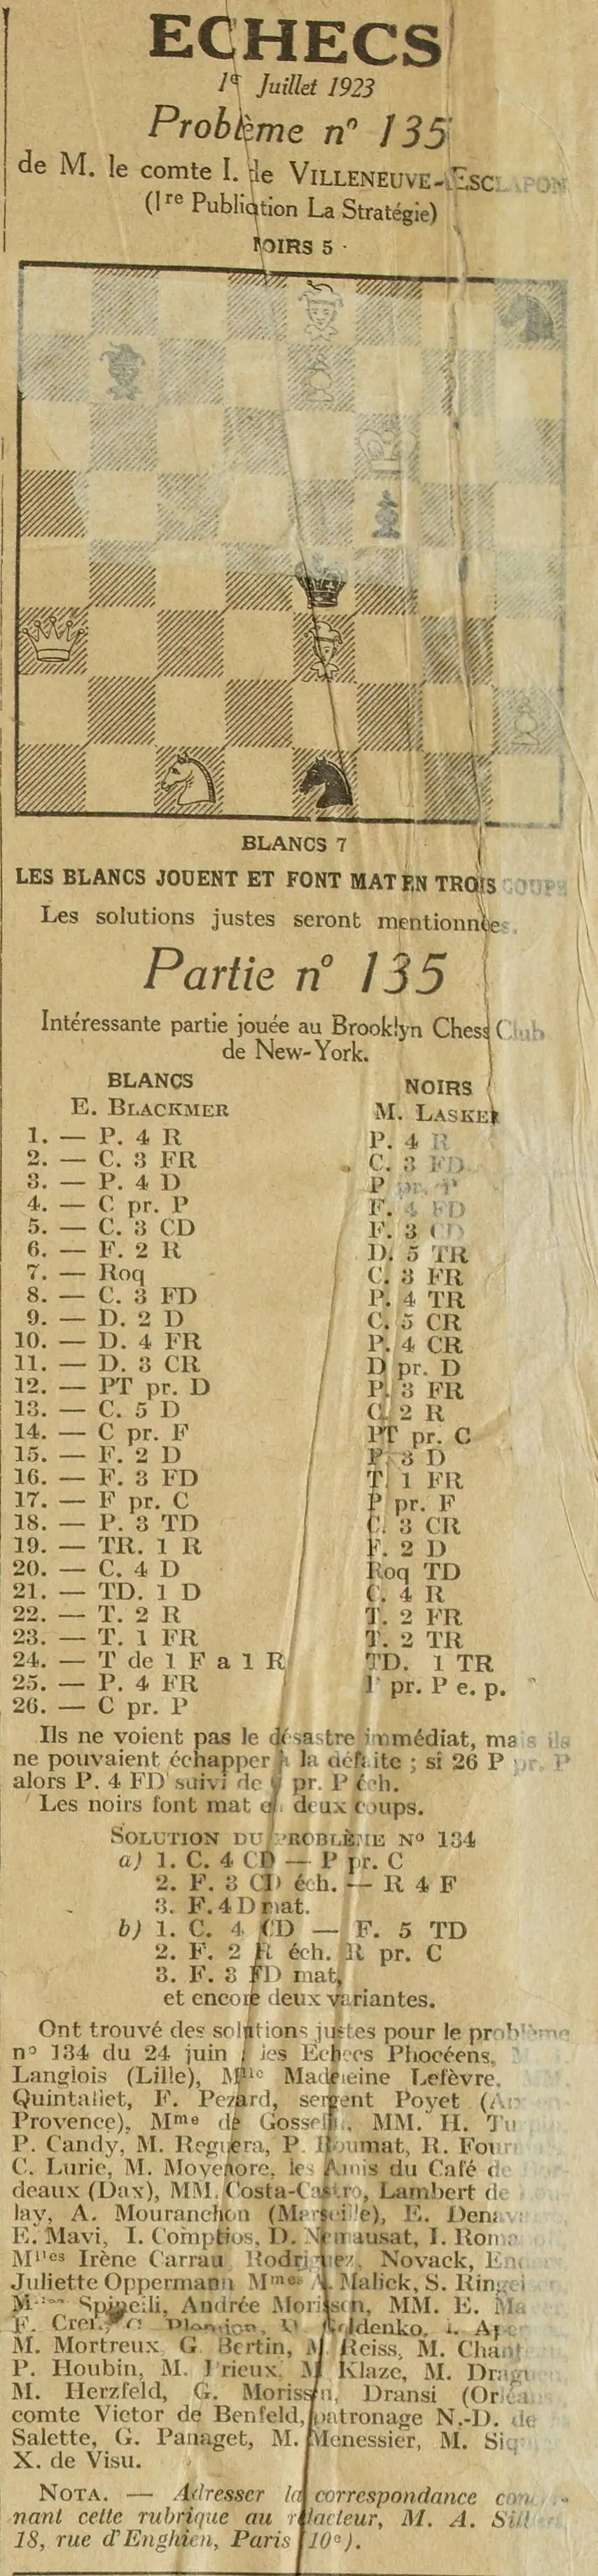 ECHECS
1er Juillet 1923
Problème n° 135
de M. le comte I. de VILLENEUVE-ESCLAPON
(1re Publiction La Stratégie)
NOIRS 5
BLANCS 7
LES BLANCS JOUENT ET FONT MAT EN TROIS COUPS
Les solutions justes seront mentionnées.
Partie n° 135
Intéressante partie jouée au Brooklyn Chess Club
de New-York.
BLANCS NOIRS
E. BLACKMER M. LASKER
1. — P. 4 R P. 4 R
2. — C. 3 FR C. 3 FD
3. — P. 4 D P pr. P
4. — C pr. P F. 4 FD
5. — C. 3 CD F. 3 CD
6. — F. 2 R D. 5 TR
7. — Roq C. 3 FR
8. — C. 3 FD P. 4 TR
9. — D. 2 D C. 5 CR
10. — D. 4 FR P. 4 CR
11. — D. 3 CR D pr. D
12. — PT pr. D P. 3 FR
13. — C. 5 D C. 2 R
14. — C pr. F PT pr. C
15. — F. 2 D P. 3 D
16. — F. 3 FD T. 1 FR
17. — F pr. C P pr. F
18. — P. 3 TD C. 3 CR
19. — TR. 1 R F. 2 D
20. — C. 4 D Roq TD
21. — TD. 1 D C. 4 R
22. — T. 2 R T. 2 FR
23. — T. 1 FR T. 2 TR
24. — T de 1 F a 1 R TD. 1 TR
25. — P. 4 FR P pr. P e. p.
26. — C pr. P
Ils ne voient pas le désastre immédiat, mais ils
ne pouvaient échapper à la défaite ; si 26 P pr. P
alors P. 4 FD suivi de pr. P éch.
Les noirs font mat en deux coups.
SOLUTION DU PROBLÈME N° 134
a) 1. C. 4 CD — P pr. C
2. F. 3 CD éch. — R 4 F
3. F. 4 D mat.
b) 1. C. 4 CD — F. 5 TD
2. F. 2 R éch. R pr. C
3. F. 3 FD mat,
et encore deux variantes.
Ont trouvé des solutions justes pour le problème
n° 134 du 24 juin : les Echecs Phocéens,
Langlois (Lille), Mlle Madeleine Lefèvre,
Quintallet, F. Pezard, sergent Poyet
Provence), Mme de MM. H.
P. Candy, M. Reguera, P. R.
C. Luric, M. Moyenore, les Amis du Café de
deaux (Dax), MM. Costa-Castro, Lambert de
lay, A. Mouranchon (Marseille), E.
E. Mavi, I. Comptios, D. Nemausat, I.
Mlles Irène Carrau Rodriguez, Novack,
Juliette Oppermann Mmes Malick, S.
Spinelli, Andrée Morisson, MM. E.
F.
M. Mortreux G. Bertin, M. Reiss, M.
P. Houbin, M. Prieux, M Klaze, M.
M. Herzfeld, G. Morisson, Dransi
comte Victor de Benfeld, patronage N.-D. de
Salette, G. Panaget, M. Menessier, M.
X. de Visu.
NOTA. — Adresser la correspondance
nant cette rubrique au rédacteur, M. A.
18, rue d'Enghien, Paris (10e).